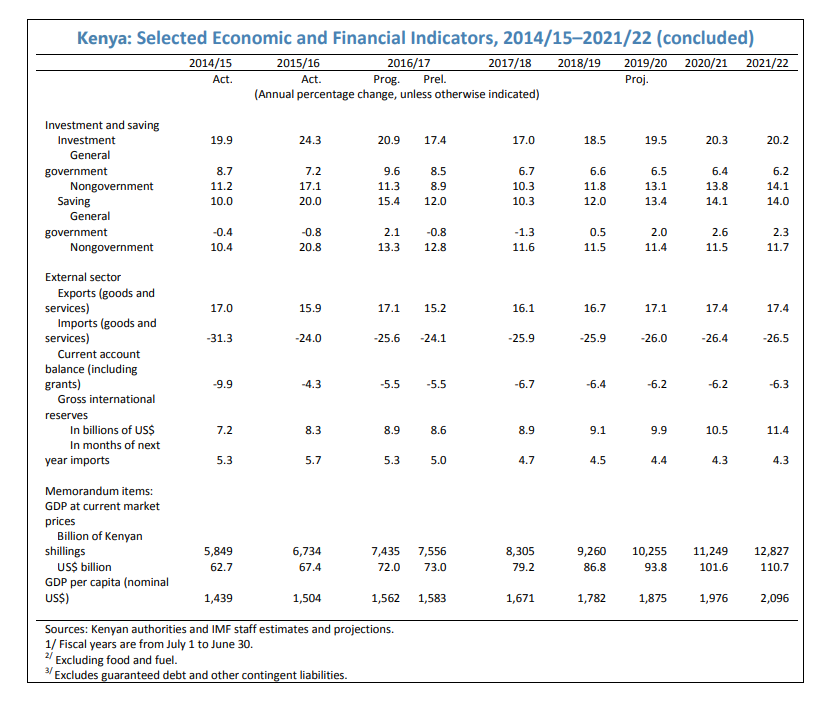 Kenya: Selected Economic and Financial Indicators, 2014/15–2021/22 (concluded)
2014/15 2015/16 2016/17 2017/18 2018/19 2019/20 2020/21 2021/22
Act. Act. Prog. Prel. Proj.
(Annual percentage change, unless otherwise indicated)
Investment and saving
Investment 19.9 24.3 20.9 17.4 17.0 18.5 19.5 20.3 20.2
General
government 8.7 7.2 9.6 8.5 6.7 6.6 6.5 6.4 6.2
Nongovernment 11.2 17.1 11.3 8.9 10.3 11.8 13.1 13.8 14.1
Saving 10.0 20.0 15.4 12.0 10.3 12.0 13.4 14.1 14.0
General
government -0.4 -0.8 2.1 -0.8 -1.3 0.5 2.0 2.6 2.3
Nongovernment 10.4 20.8 13.3 12.8 11.6 11.5 11.4 11.5 11.7
External sector
Exports (goods and
services) 17.0 15.9 17.1 15.2 16.1 16.7 17.1 17.4 17.4
Imports (goods and
services) -31.3 -24.0 -25.6 -24.1 -25.9 -25.9 -26.0 -26.4 -26.5
Current account
balance (including
grants) -9.9 -4.3 -5.5 -5.5 -6.7 -6.4 -6.2 -6.2 -6.3
Gross international
reserves
In billions of US$ 7.2 8.3 8.9 8.6 8.9 9.1 9.9 10.5 11.4
In months of next
year imports 5.3 5.7 5.3 5.0 4.7 4.5 4.4 4.3 4.3
Memorandum items:
GDP at current market
prices
Billion of Kenyan
shillings 5,849 6,734 7,435 7,556 8,305 9,260 10,255 11,249 12,827
US$ billion 62.7 67.4 72.0 73.0 79.2 86.8 93.8 101.6 110.7
GDP per capita (nominal
US$) 1,439 1,504 1,562 1,583 1,671 1,782 1,875 1,976 2,096
Sources: Kenyan authorities and IMF staff estimates and projections.
1/ Fiscal years are from July 1 to June 30.
2/ Excluding food and fuel.
3/ Excludes guaranteed debt and other contingent liabilities.